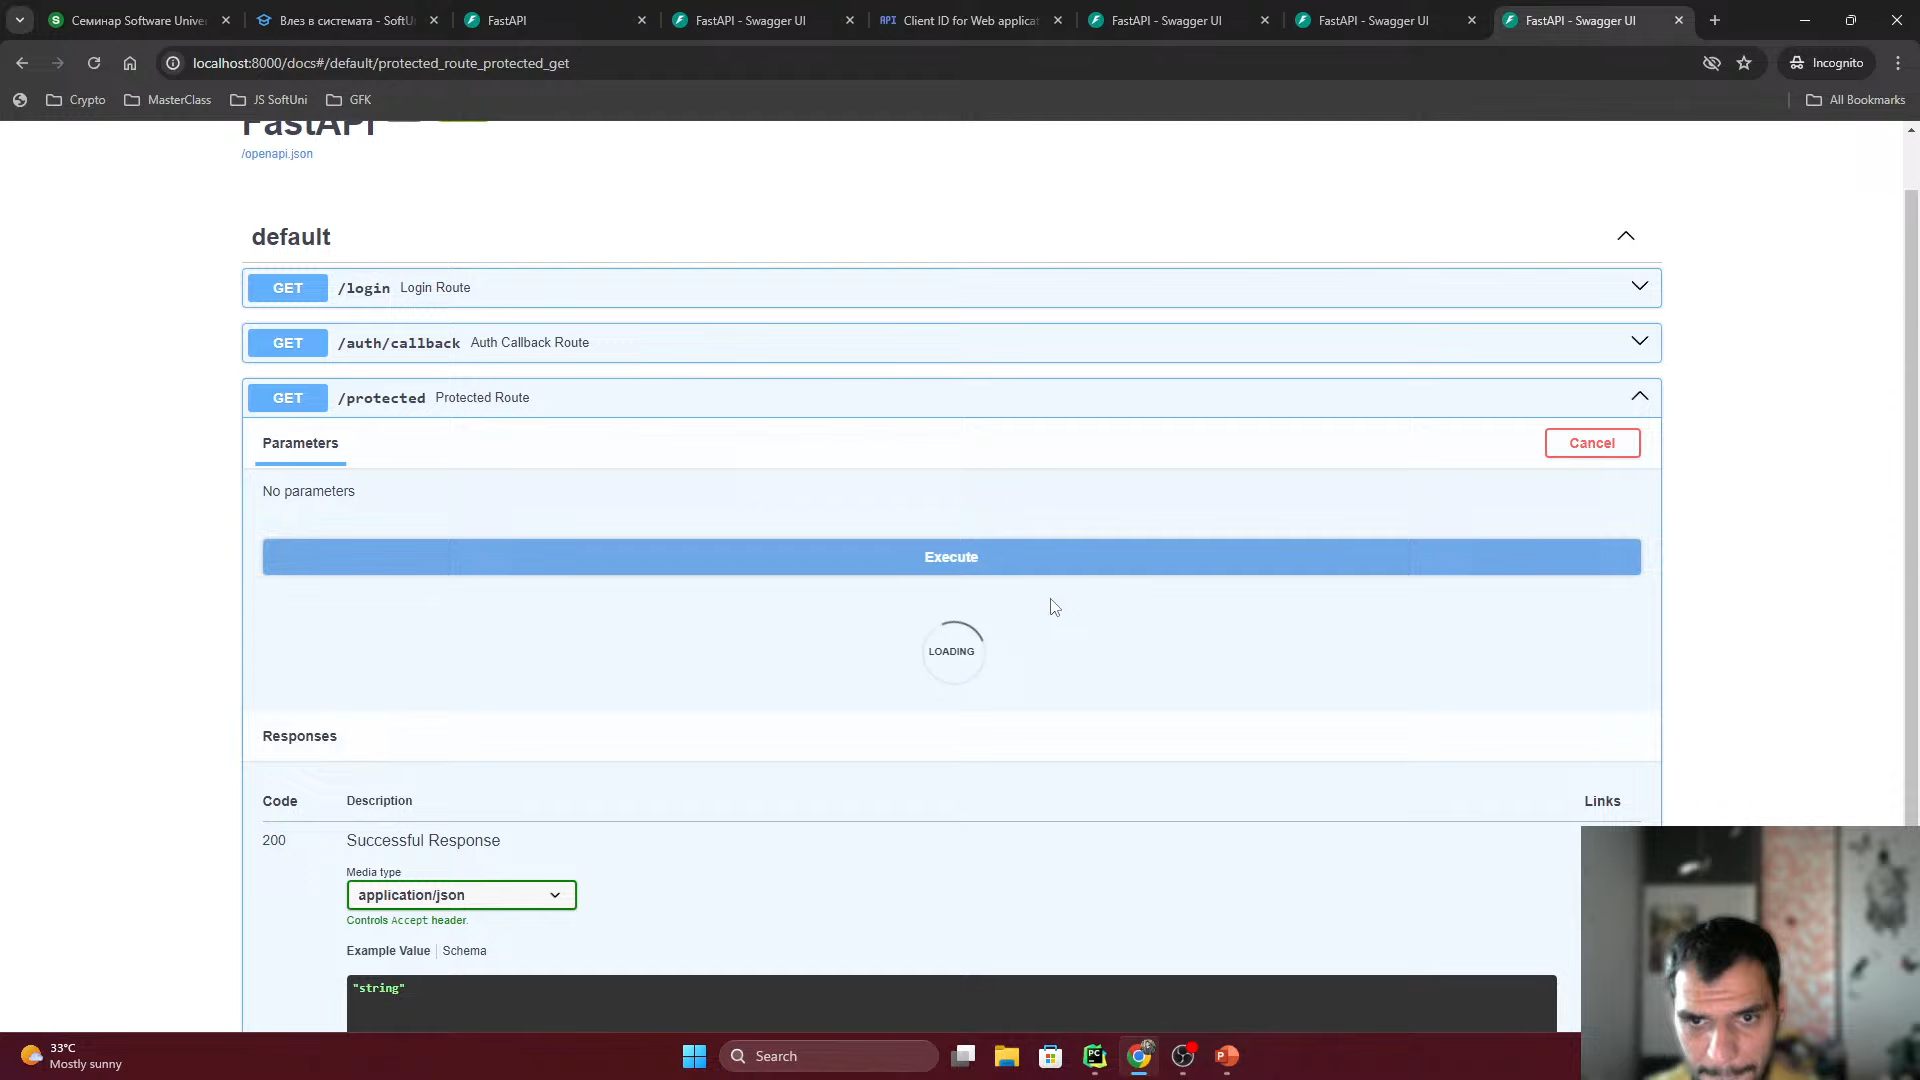 Семинар Software Univer
Влез в системата - SoftU
FastAPI
FastAPI - Swagger UI
Client ID for Web applicat
FastAPI - Swagger UI
FastAPI - Swagger UI
FastAPI - Swagger UI
localhost:8000/docs#/default/protected_route_protected_get
Incognito
Crypto
MasterClass
JS SoftUni
GFK
All Bookmarks
FastAPI
/openapi.json
default
GET /login Login Route
GET /auth/callback Auth Callback Route
GET /protected Protected Route
Parameters
Cancel
No parameters
Execute
LOADING
Responses
Code Description Links
200 Successful Response
Media type
application/json
Controls Accept header.
Example Value Schema
"string"
33°C
Mostly sunny
Search